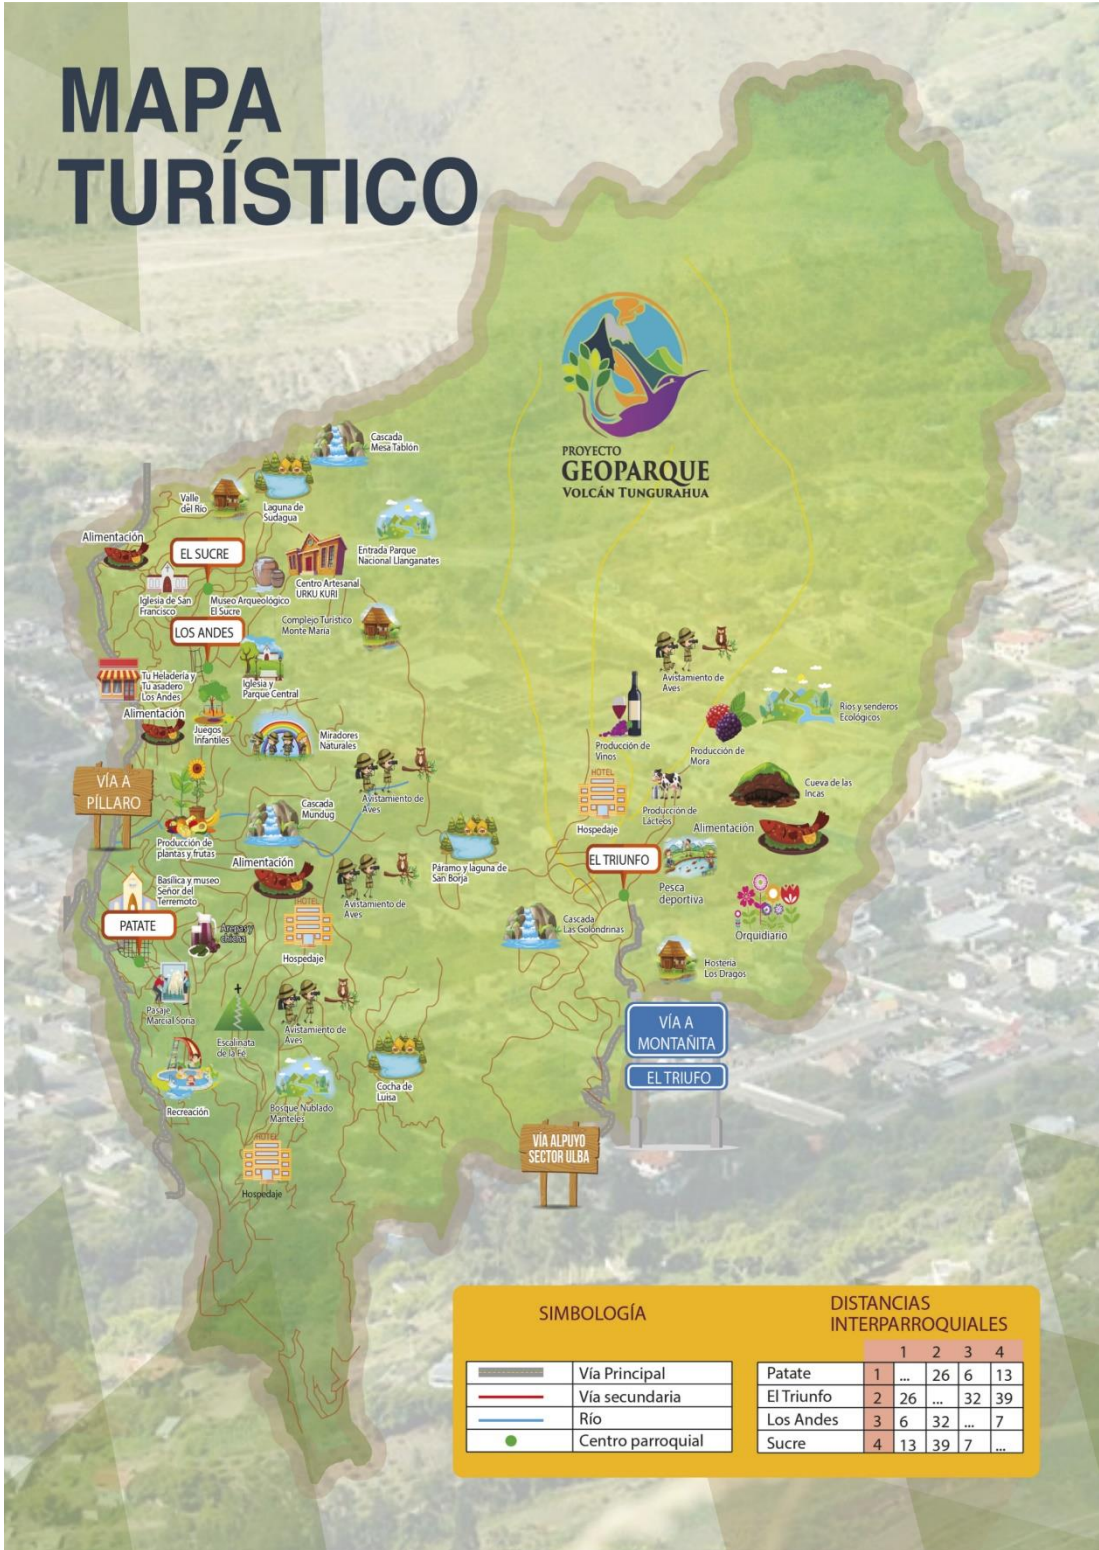 MAPA
TURÍSTICO
PROYECTO
GEOPARQUE
VOLCÁN TUNGURAHUA
Cascada
Mesa Tablón
Valle
del Río
Laguna de
Sudagua
Alimentación
EL SUCRE
Entrada Parque
Nacional Llanganates
Iglesia de San
Francisco
Museo Arqueológico
El Sucre
Centro Artesanal
URKU KURI
LOS ANDES
Complejo Turístico
Monte Maria
Tu Heladería y
Tu asadero
Los Andes
Iglesia y
Parque Central
Alimentación
Juegos
Infantiles
Miradores
Naturales
Avistamiento de
Aves
Ríos y senderos
Ecológicos
Producción de
Vinos
Producción de
Mora
VÍA A
PÍLLARO
Avistamiento de
Aves
Cascada
Mundug
HOTEL
Hospedaje
Producción de
Lácteos
Cueva de las
Incas
Alimentación
Producción de
plantas y frutas
Alimentación
Páramo y laguna de
San Borja
EL TRIUNFO
Basílica y museo
Señor del
Terremoto
Avistamiento de
Aves
Pesca
deportiva
PATATE
Arepas y
chicha
HOTEL
Hospedaje
Cascada
Las Golondrinas
Orquidiario
Hosteria
Los Dragos
Pasaje
Marcial Soria
Escalinata
de la Fé
Avistamiento de
Aves
VÍA A
MONTAÑITA
EL TRIUFO
Recreación
Bosque Nublado
Manteles
Cocha de
Luisa
HOTEL
Hospedaje
VÍA ALPUYO
SECTOR ULBA
SIMBOLOGÍA
Vía Principal
Vía secundaria
Río
Centro parroquial
DISTANCIAS
INTERPARROQUIALES
1 2 3 4
Patate 1 ... 26 6 13
El Triunfo 2 26 ... 32 39
Los Andes 3 6 32 ... 7
Sucre 4 13 39 7 ...